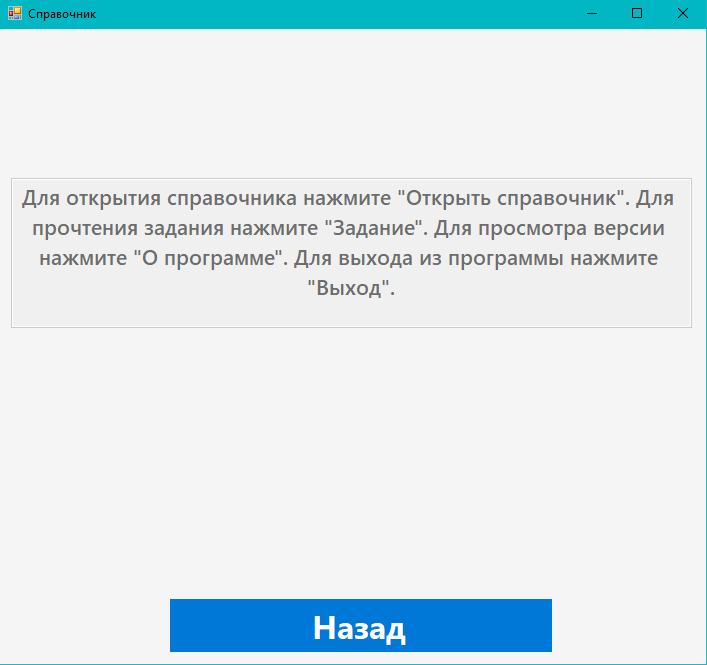 Справочник
Для открытия справочника нажмите "Открыть справочник". Для
прочтения задания нажмите "Задание". Для просмотра версии
нажмите "О программе". Для выхода из программы нажмите
"Выход".
Назад